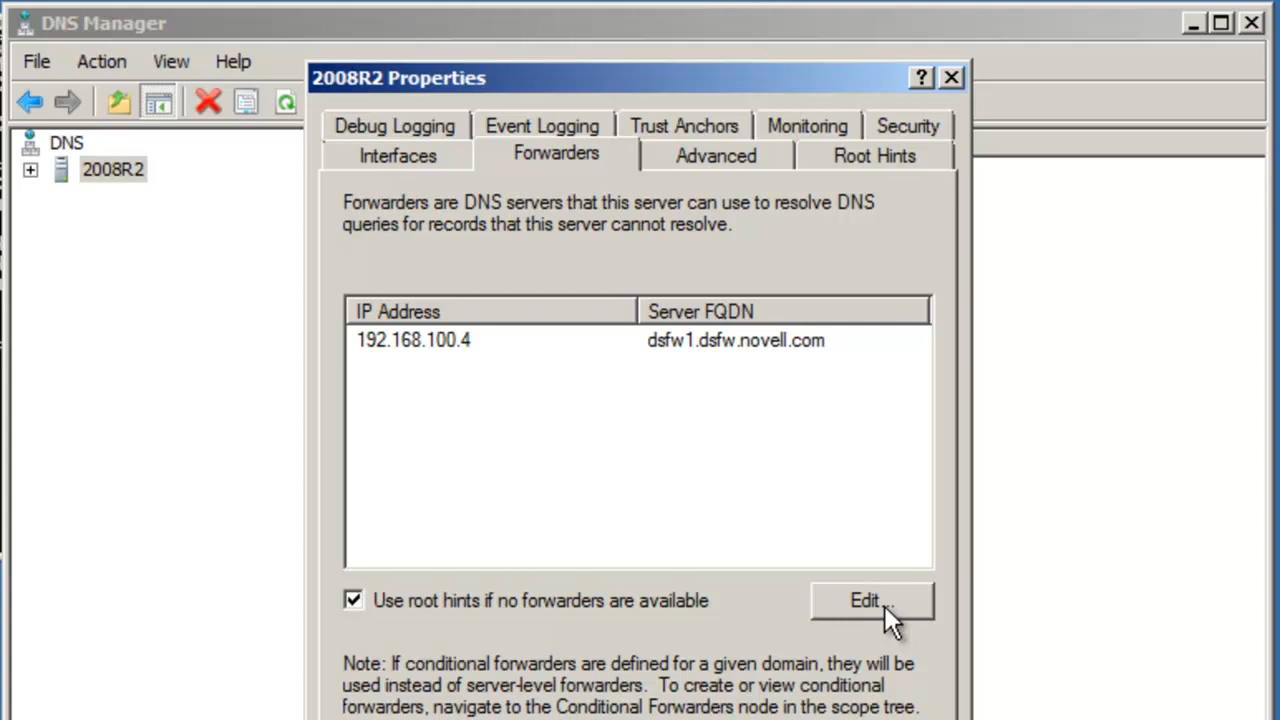 DNS Manager
File Action View Help
2008R2 Properties
DNS
2008R2
Debug Logging Event Logging Trust Anchors Monitoring Security
Interfaces Forwarders Advanced Root Hints
Forwarders are DNS servers that this server can use to resolve DNS
queries for records that this server cannot resolve.
IP Address Server FQDN
192.168.100.4 dsfw1.dsfw.novell.com
Use root hints if no forwarders are available Edit...
Note: If conditional forwarders are defined for a given domain, they will be
used instead of server-level forwarders. To create or view conditional
forwarders, navigate to the Conditional Forwarders node in the scope tree.